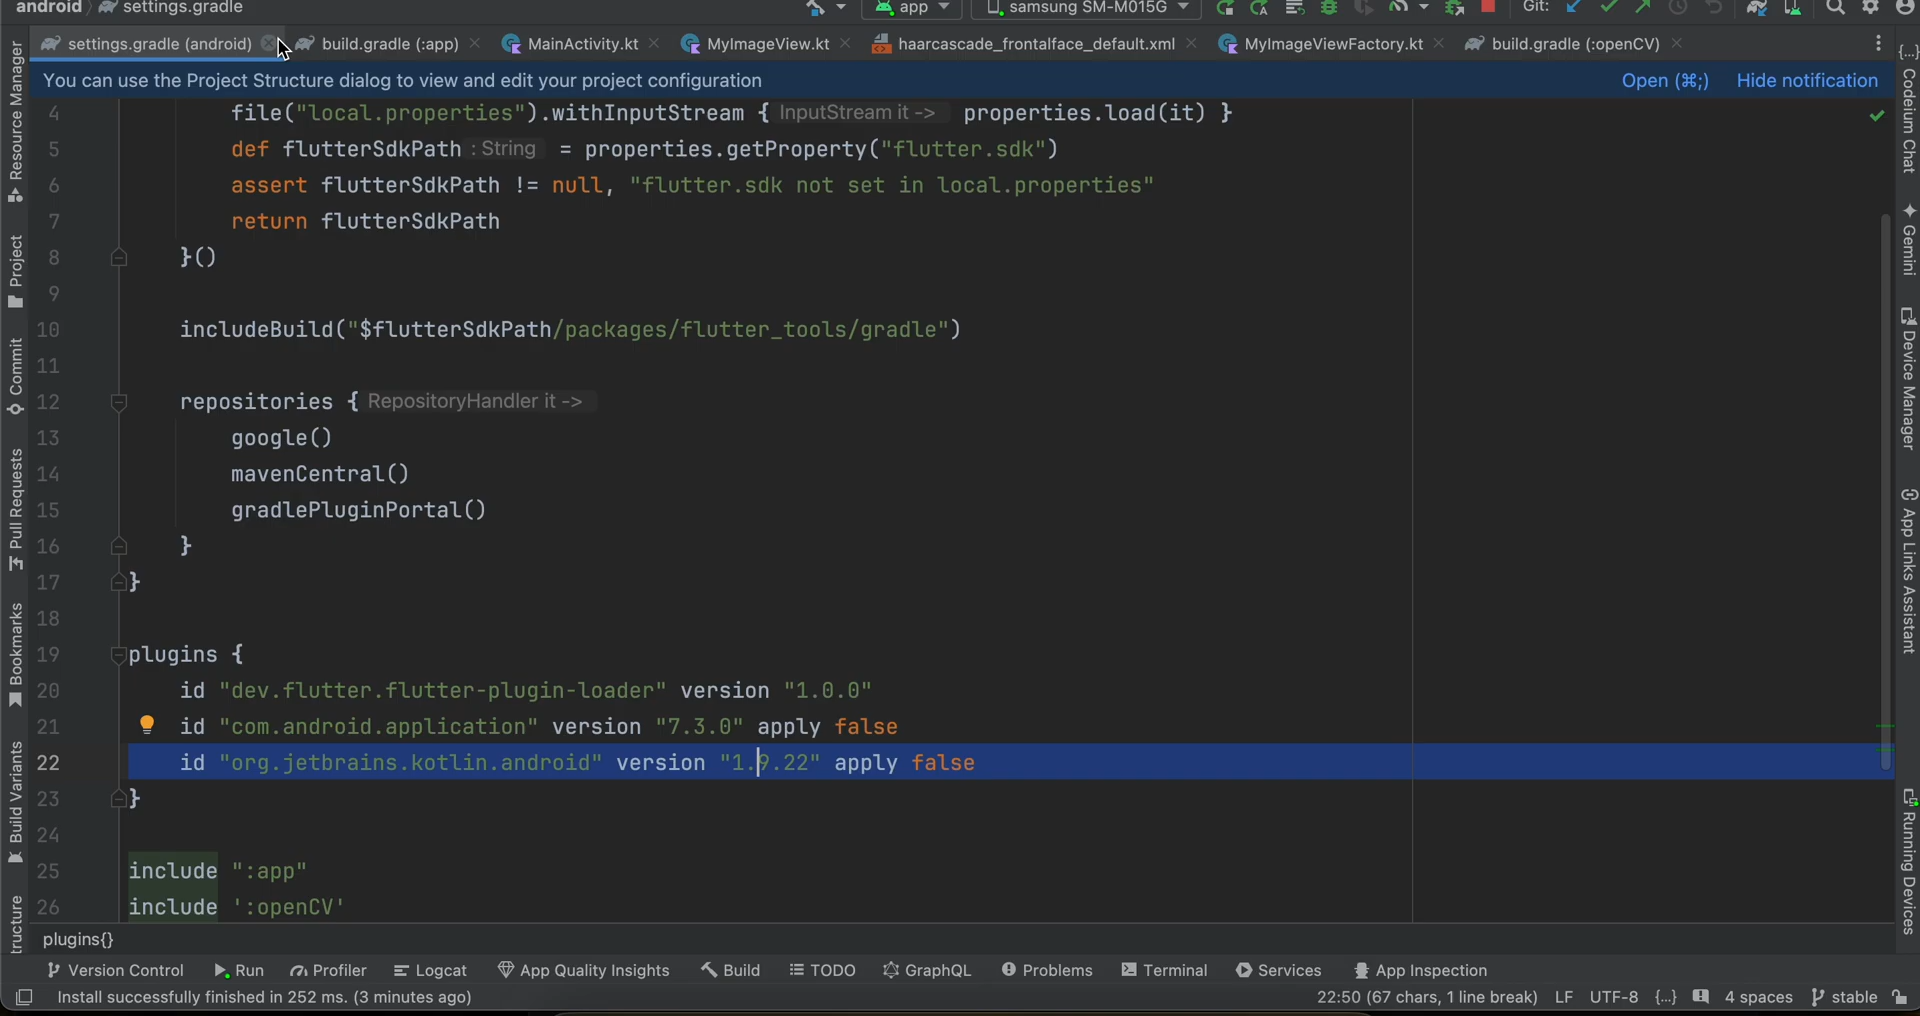 android settings.gradle app samsung SM-M015G Git:
settings.gradle (android) build.gradle (:app) MainActivity.kt MyImageView.kt haarcascade_frontalface_default.xml MyImageViewFactory.kt build.gradle (:openCV)
You can use the Project Structure dialog to view and edit your project configuration Open (⌘;) Hide notification
4 file("local.properties").withInputStream { InputStream it -> properties.load(it) }
5 def flutterSdkPath : String = properties.getProperty("flutter.sdk")
6 assert flutterSdkPath != null, "flutter.sdk not set in local.properties"
7 return flutterSdkPath
8 }()
9
10 includeBuild("$flutterSdkPath/packages/flutter_tools/gradle")
11
12 repositories { RepositoryHandler it ->
13 google()
14 mavenCentral()
15 gradlePluginPortal()
16 }
17 }
18
19 plugins {
20 id "dev.flutter.flutter-plugin-loader" version "1.0.0"
21 id "com.android.application" version "7.3.0" apply false
22 id "org.jetbrains.kotlin.android" version "1.9.22" apply false
23 }
24
25 include ":app"
26 include ':openCV'
plugins{}
Version Control Run Profiler Logcat App Quality Insights Build TODO GraphQL Problems Terminal Services App Inspection
Install successfully finished in 252 ms. (3 minutes ago) 22:50 (67 chars, 1 line break) LF UTF-8 {..} 4 spaces stable
Resource Manager
Project
Commit
Pull Requests
Bookmarks
Build Variants
ructure
{...} Codeium Chat
Gemini
Device Manager
App Links Assistant
Running Devices